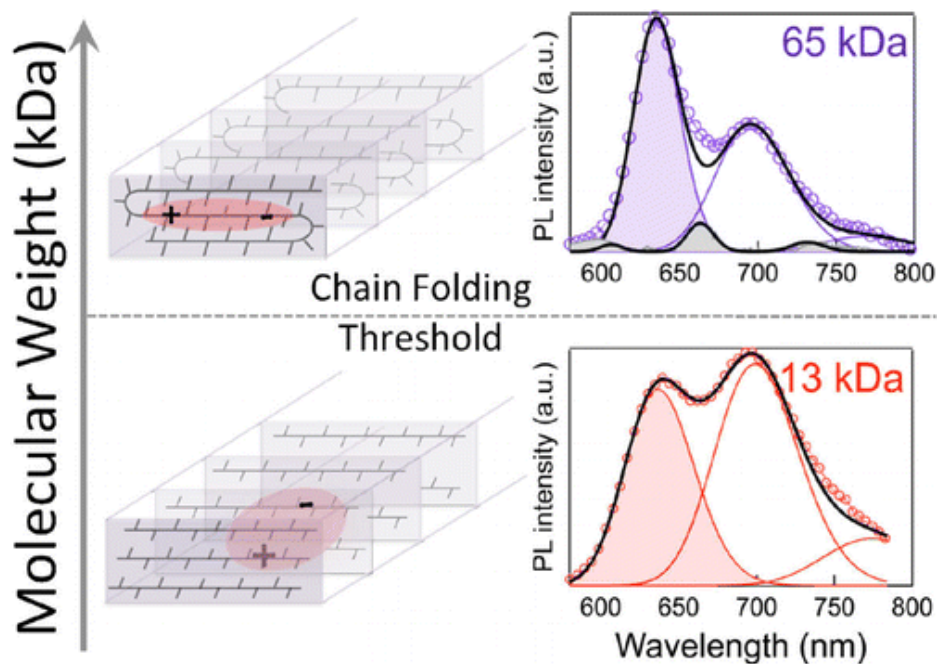 Molecular Weight (kDa)
Chain Folding
Threshold
+
-
+
-
PL intensity (a.u.)
65 kDa
600 650 700 750 800
PL intensity (a.u.)
13 kDa
600 650 700 750 800
Wavelength (nm)